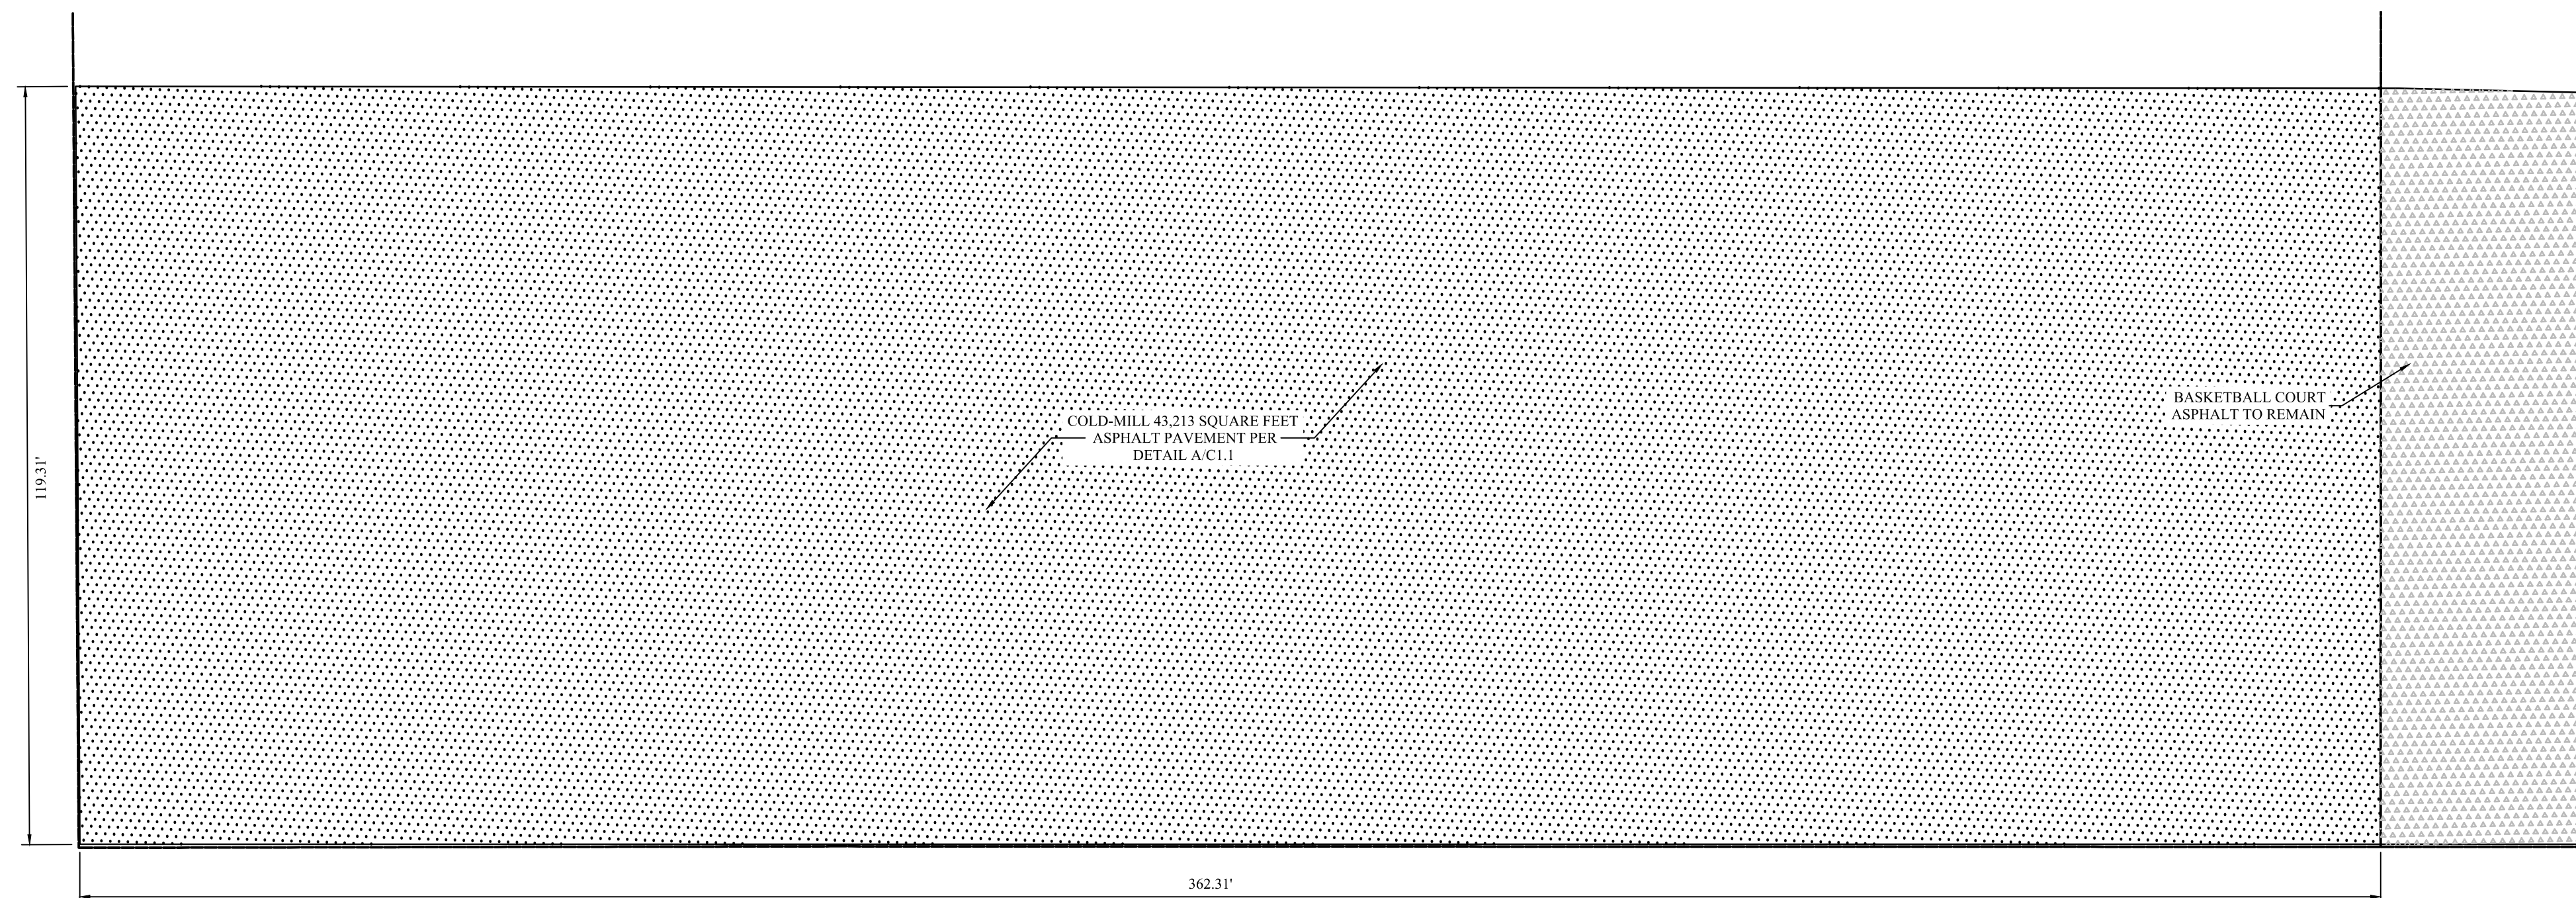 COLD-MILL 43,213 SQUARE FEET
ASPHALT PAVEMENT PER
DETAIL A/C1.1
BASKETBALL COURT
ASPHALT TO REMAIN
119.31'
362.31'